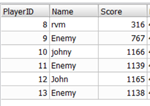 PlayerID Name Score
8 rvm 316
9 Enemy 767
10 johny 1166
11 Enemy 1139
12 John 1165
13 Enemy 1138